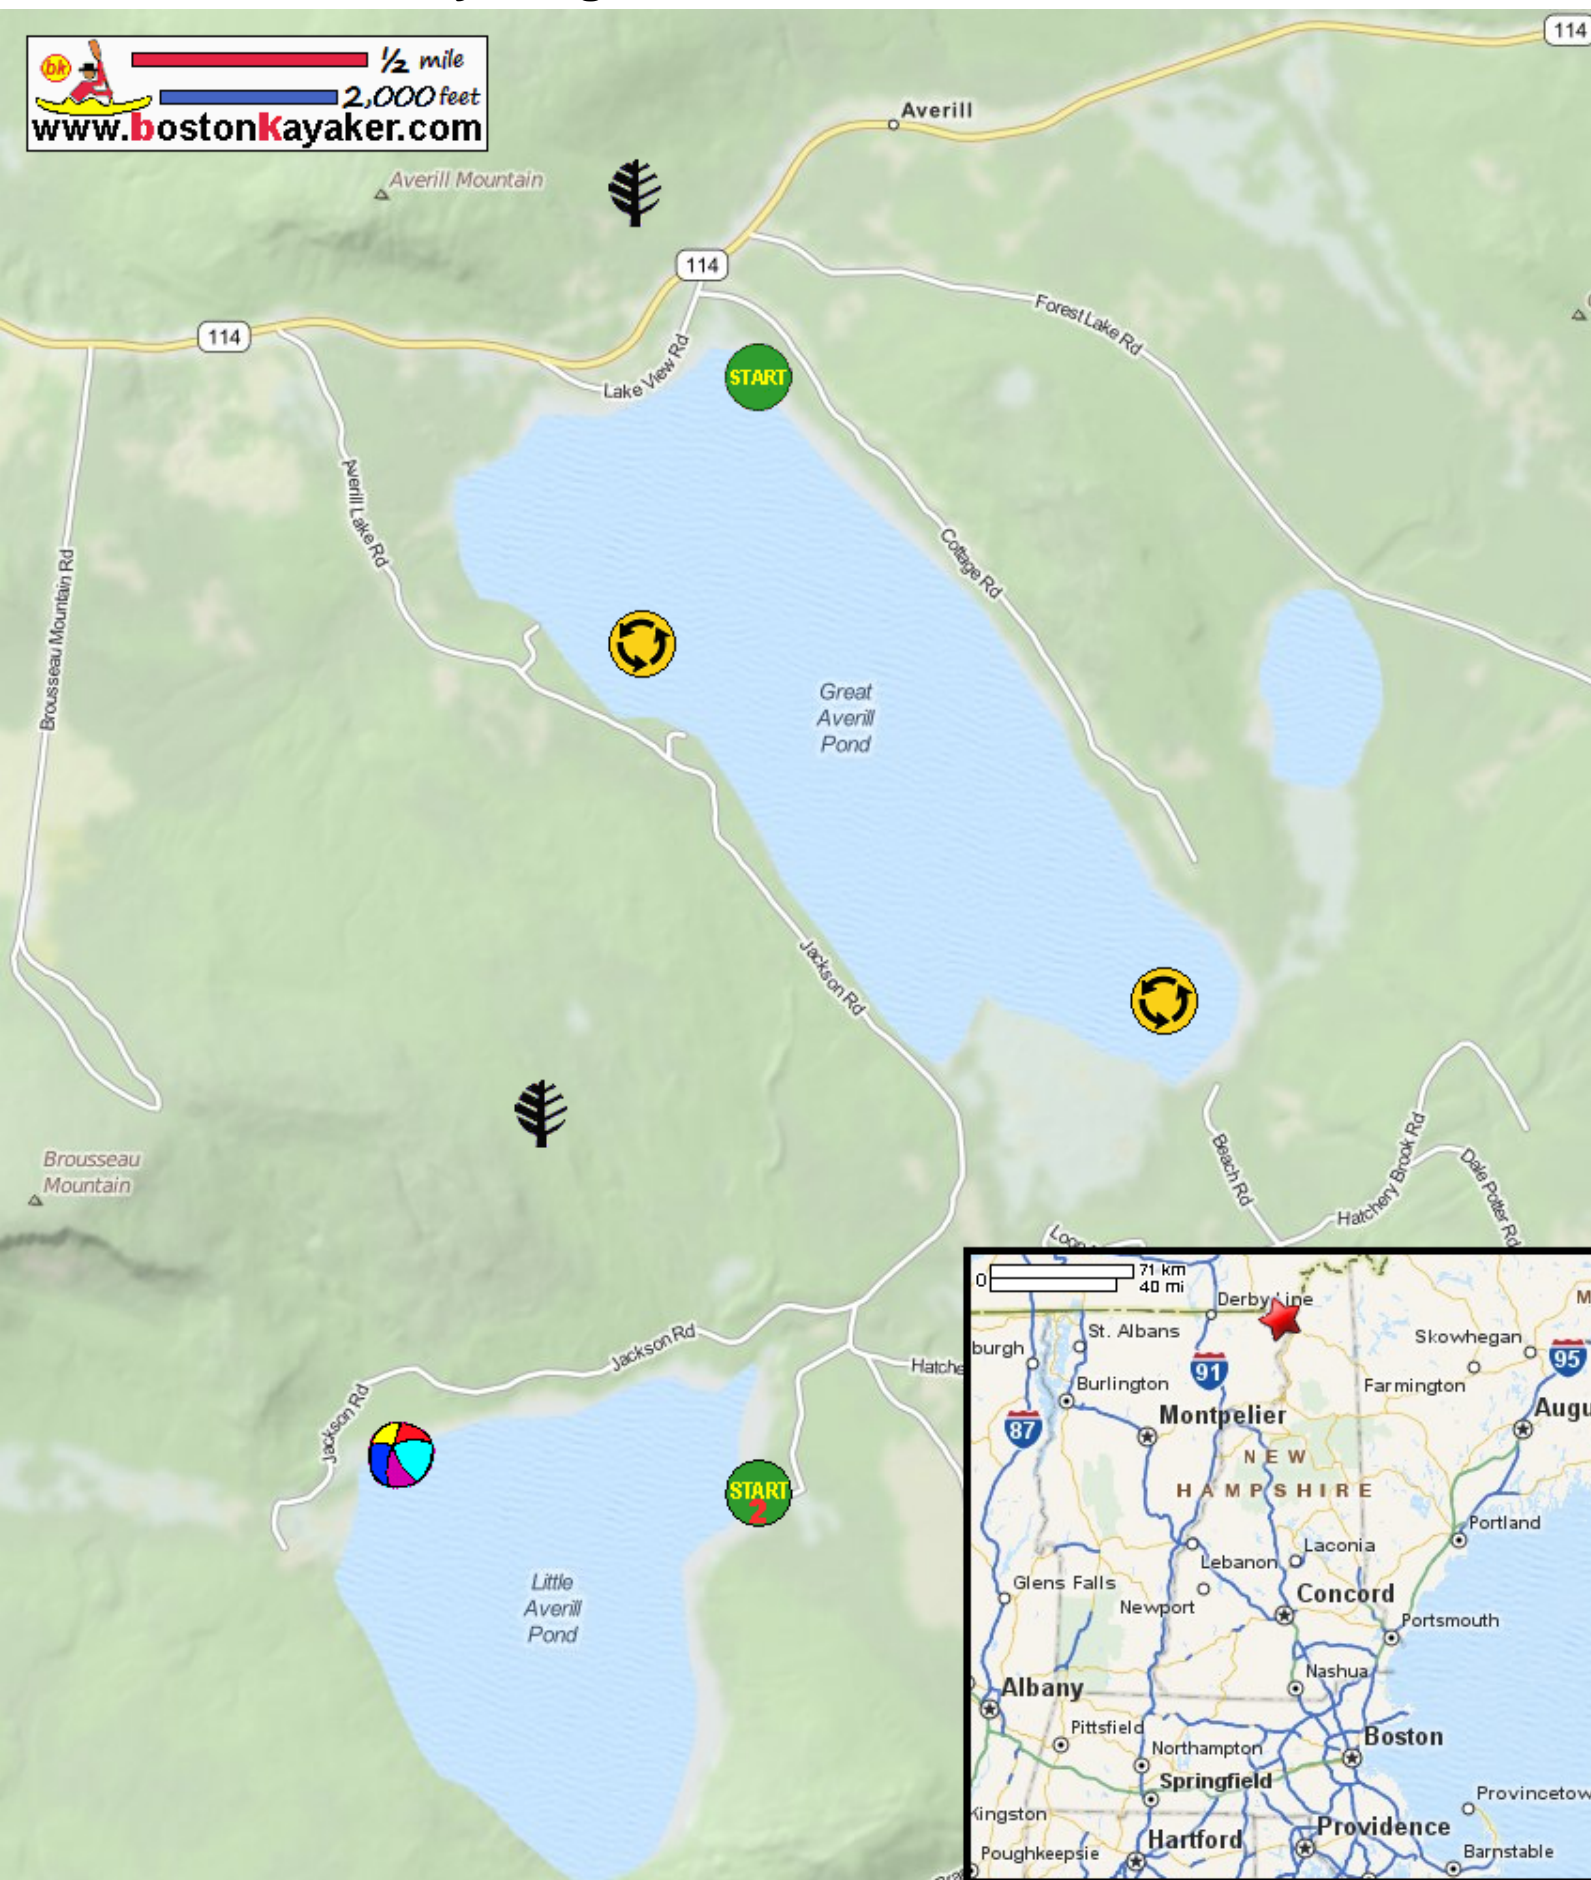 bk
1/2 mile
2,000 feet
www.bostonKayaker.com
114
Averill
Averill Mountain
114
114
Forest Lake Rd
Lake View Rd
START
Averill Lake Rd
Cottage Rd
Brousseau Mountain Rd
Great
Averill
Pond
Jackson Rd
Brousseau
Mountain
Beach Rd
Hatchery Brook Rd
Dale Potter Rd
Loop
Jackson Rd
Hatche
Jackson Rd
START
2
Little
Averill
Pond
0
71 km
40 mi
Derby Line
St. Albans
burgh
Skowhegan
M
91
95
Burlington
Farmington
Montpelier
Augu
87
NEW
HAMPSHIRE
Portland
Lebanon
Laconia
Glens Falls
Newport
Concord
Portsmouth
Nashua
Albany
Pittsfield
Boston
Northampton
Springfield
Provincetow
Kingston
Providence
Hartford
Poughkeepsie
Barnstable